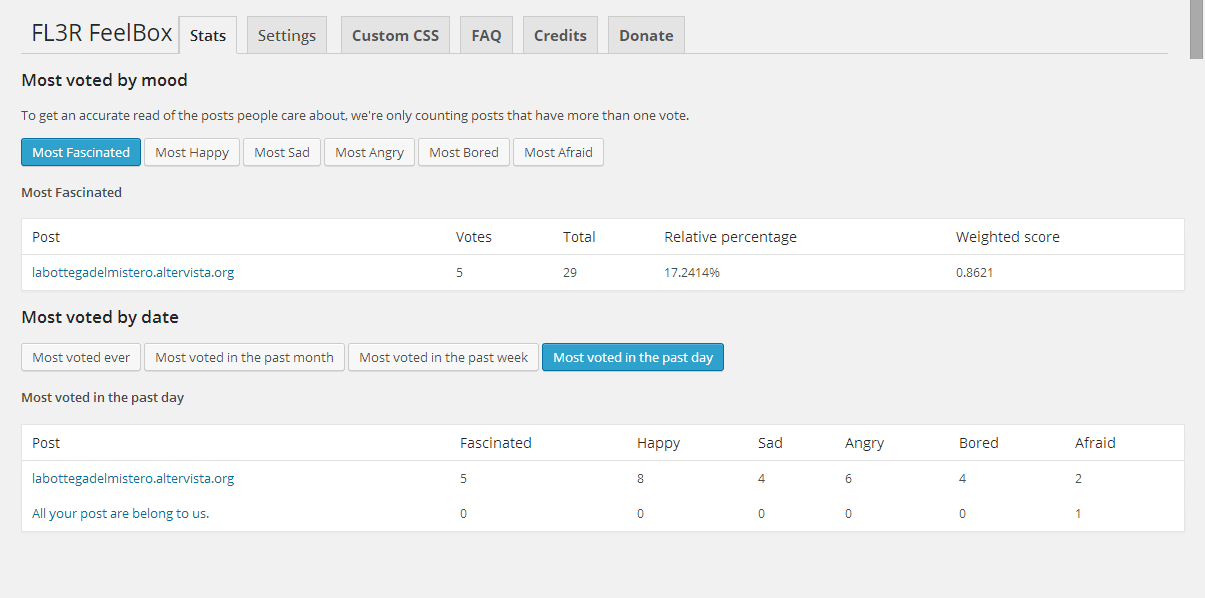 FL3R FeelBox Stats Settings Custom CSS FAQ Credits Donate
Most voted by mood
To get an accurate read of the posts people care about, we're only counting posts that have more than one vote.
Most Fascinated Most Happy Most Sad Most Angry Most Bored Most Afraid
Most Fascinated
Post Votes Total Relative percentage Weighted score
labottegadelmistero.altervista.org 5 29 17.2414% 0.8621
Most voted by date
Most voted ever Most voted in the past month Most voted in the past week Most voted in the past day
Most voted in the past day
Post Fascinated Happy Sad Angry Bored Afraid
labottegadelmistero.altervista.org 5 8 4 6 4 2
All your post are belong to us. 0 0 0 0 0 1